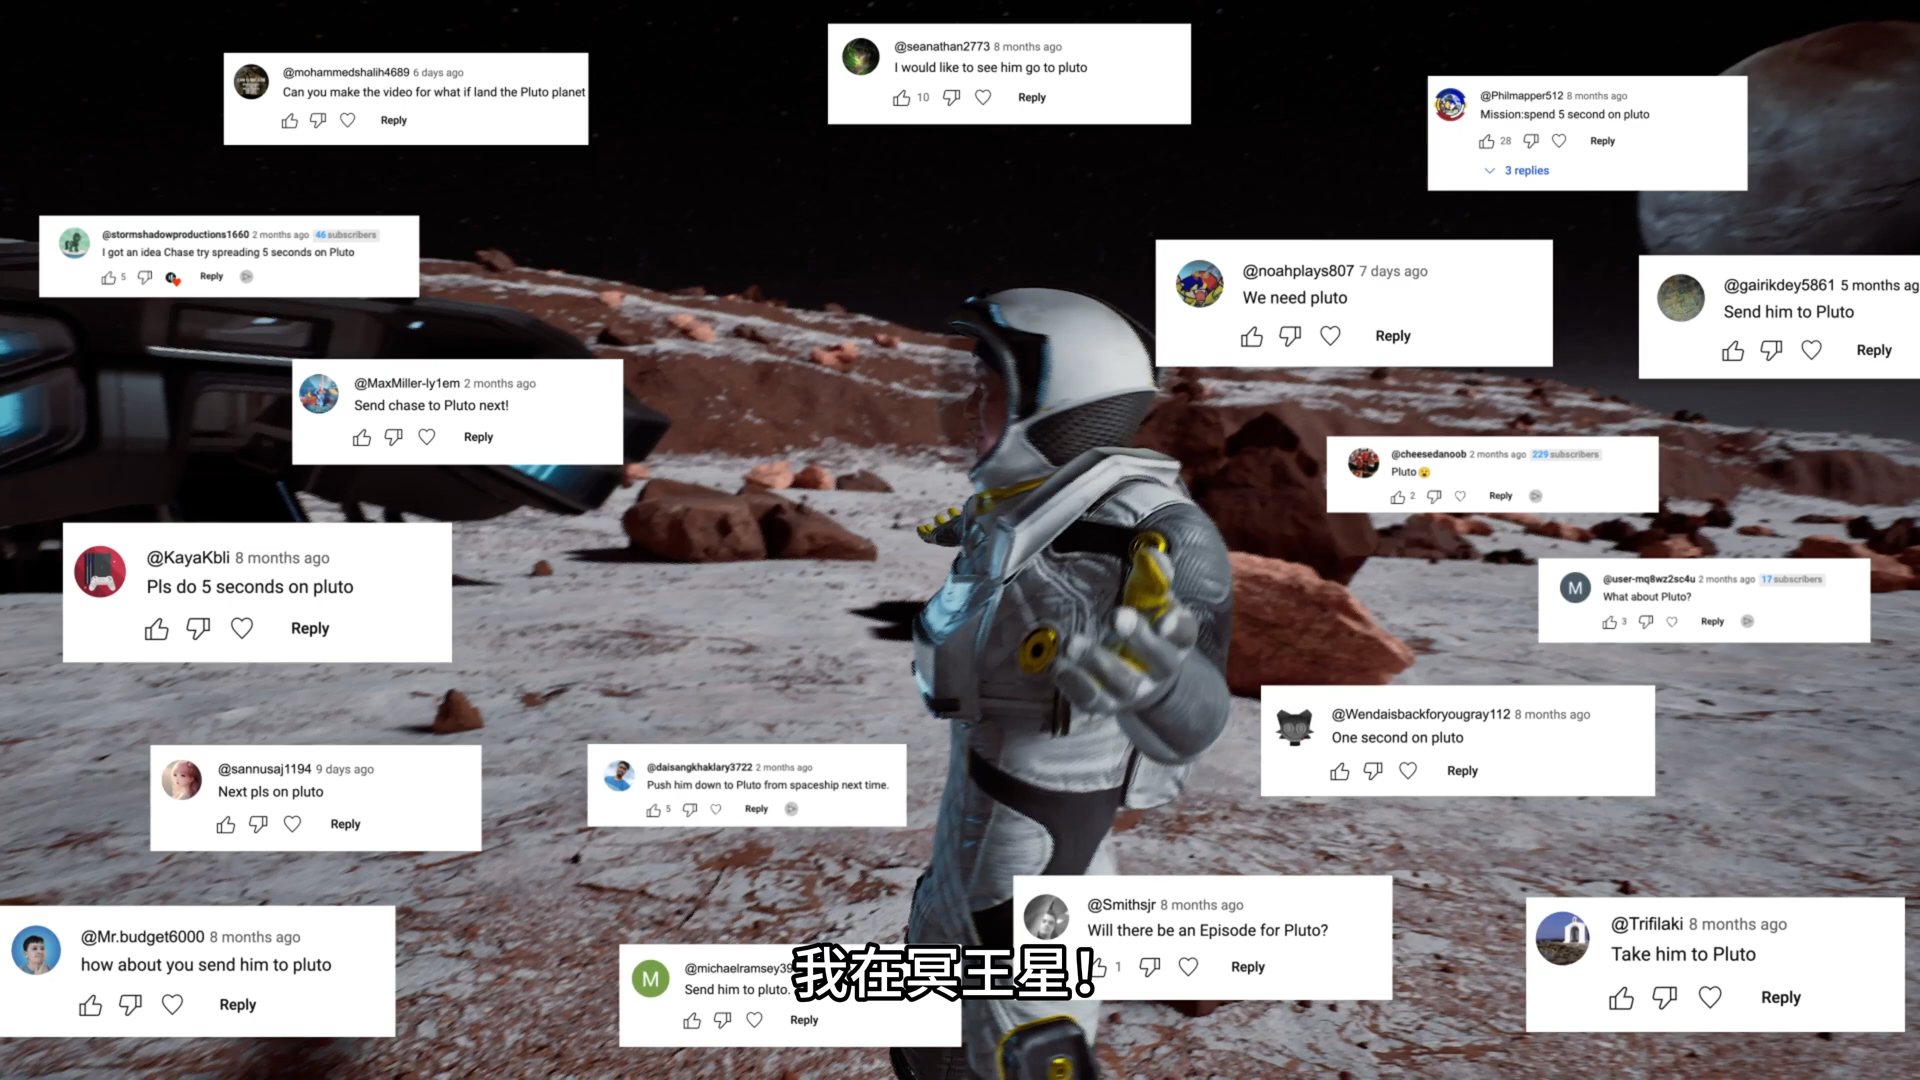 @seanathan2773 8 months ago
I would like to see him go to pluto
10 Reply
@mohammedshalih4689 6 days ago
Can you make the video for what if land the Pluto planet
Reply
@Philmapper512 8 months ago
Mission:spend 5 second on pluto
28 Reply
3 replies
@stormshadowproductions1660 2 months ago 46 subscribers
I got an idea Chase try spreading 5 seconds on Pluto
5 Reply
@noahplays807 7 days ago
We need pluto
Reply
@gairikdey5861 5 months ag
Send him to Pluto
Reply
@MaxMiller-ly1em 2 months ago
Send chase to Pluto next!
Reply
@cheesedanoob 2 months ago 229 subscribers
Pluto😮
2 Reply
@KayaKbli 8 months ago
Pls do 5 seconds on pluto
Reply
M
@user-mq8wz2sc4u 2 months ago 17 subscribers
What about Pluto?
3 Reply
@Wendaisbackforyougray112 8 months ago
One second on pluto
Reply
@sannusaj1194 9 days ago
Next pls on pluto
Reply
@daisangkhaklary3722 2 months ago
Push him down to Pluto from spaceship next time.
5 Reply
@Smithsjr 8 months ago
Will there be an Episode for Pluto?
1 Reply
@Trifilaki 8 months ago
Take him to Pluto
Reply
@Mr.budget6000 8 months ago
how about you send him to pluto
Reply
M
@michaelramsey39
Send him to pluto.
Reply
我在冥王星！